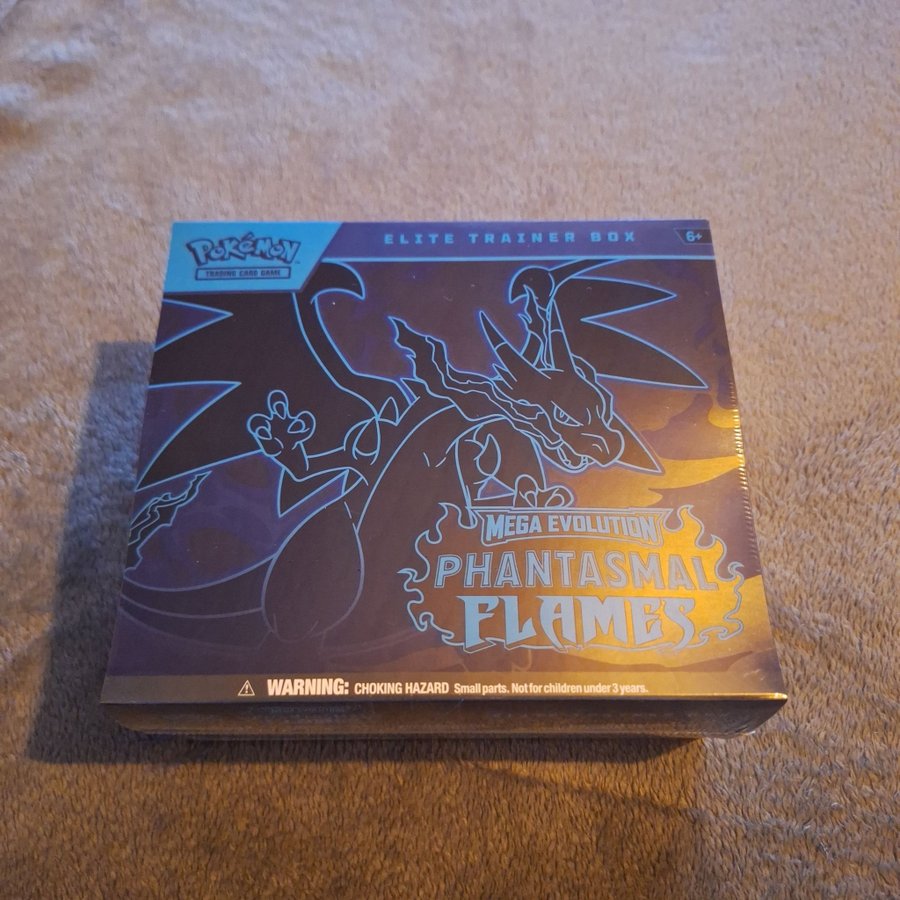 Pokémon
TRADING CARD GAME
ELITE TRAINER BOX
6+
MEGA EVOLUTION
PHANTASMAL
FLAMES
WARNING: CHOKING HAZARD Small parts. Not for children under 3 years.